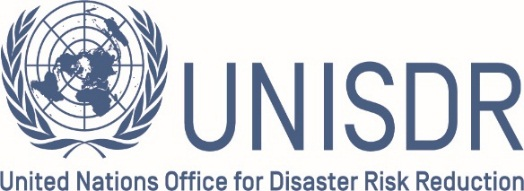 UNISDR
United Nations Office for Disaster Risk Reduction